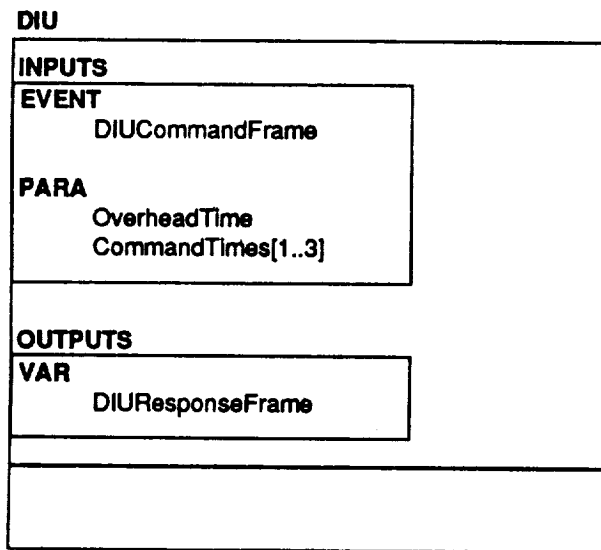 DIU
INPUTS
EVENT
DIUCommandFrame
PARA
OverheadTime
CommandTimes[1..3]
OUTPUTS
VAR
DIUResponseFrame